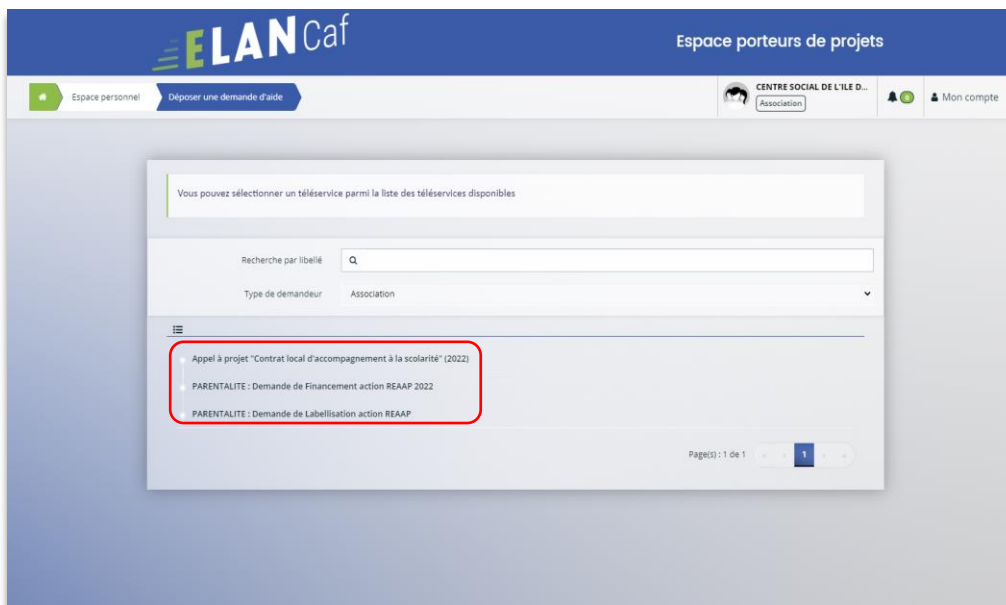 ELAN Caf
Espace porteurs de projets
Espace personnel
Déposer une demande d'aide
CENTRE SOCIAL DE L'ILE D...
Association
Mon compte
Vous pouvez sélectionner un téléservice parmi la liste des téléservices disponibles
Recherche par libellé
Type de demandeur
Association
Appel à projet "Contrat local d'accompagnement à la scolarité" (2022)
PARENTALITE : Demande de Financement action REAAP 2022
PARENTALITE : Demande de Labellisation action REAAP
Page(s) : 1 de 1
1